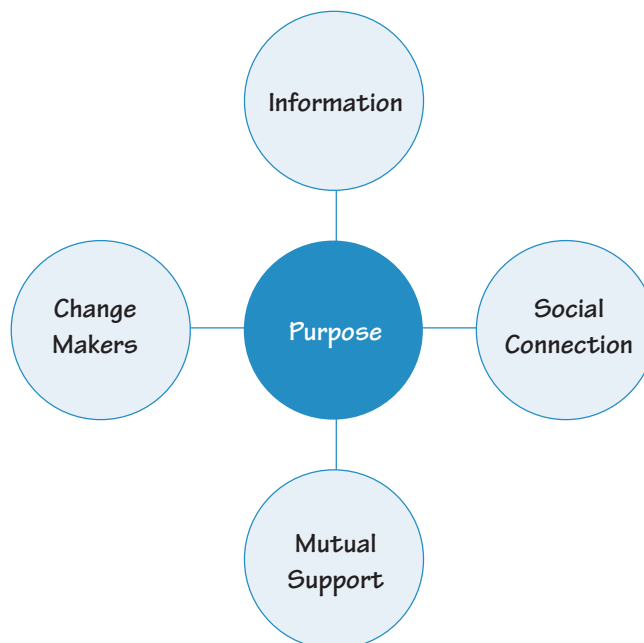 Information
Change
Makers
Purpose
Social
Connection
Mutual
Support